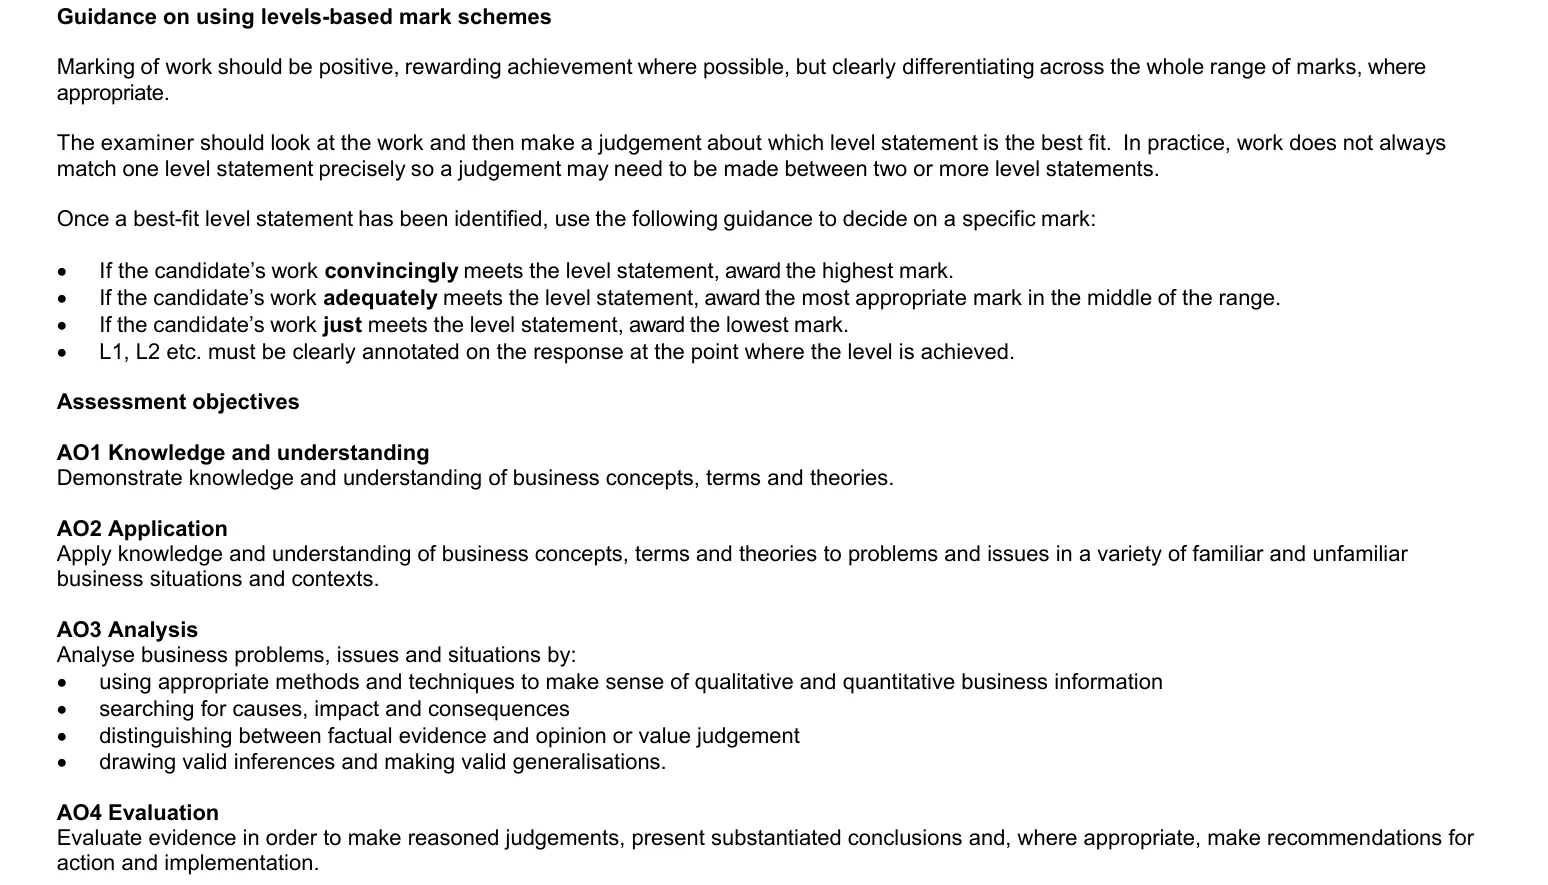 Guidance on using levels-based mark schemes
Marking of work should be positive, rewarding achievement where possible, but clearly differentiating across the whole range of marks, where
appropriate.
The examiner should look at the work and then make a judgement about which level statement is the best fit.  In practice, work does not always
match one level statement precisely so a judgement may need to be made between two or more level statements.
Once a best-fit level statement has been identified, use the following guidance to decide on a specific mark:
• If the candidate’s work convincingly meets the level statement, award the highest mark.
• If the candidate’s work adequately meets the level statement, award the most appropriate mark in the middle of the range.
• If the candidate’s work just meets the level statement, award the lowest mark.
• L1, L2 etc. must be clearly annotated on the response at the point where the level is achieved.
Assessment objectives
AO1 Knowledge and understanding
Demonstrate knowledge and understanding of business concepts, terms and theories.
AO2 Application
Apply knowledge and understanding of business concepts, terms and theories to problems and issues in a variety of familiar and unfamiliar
business situations and contexts.
AO3 Analysis
Analyse business problems, issues and situations by:
• using appropriate methods and techniques to make sense of qualitative and quantitative business information
• searching for causes, impact and consequences
• distinguishing between factual evidence and opinion or value judgement
• drawing valid inferences and making valid generalisations.
AO4 Evaluation
Evaluate evidence in order to make reasoned judgements, present substantiated conclusions and, where appropriate, make recommendations for
action and implementation.